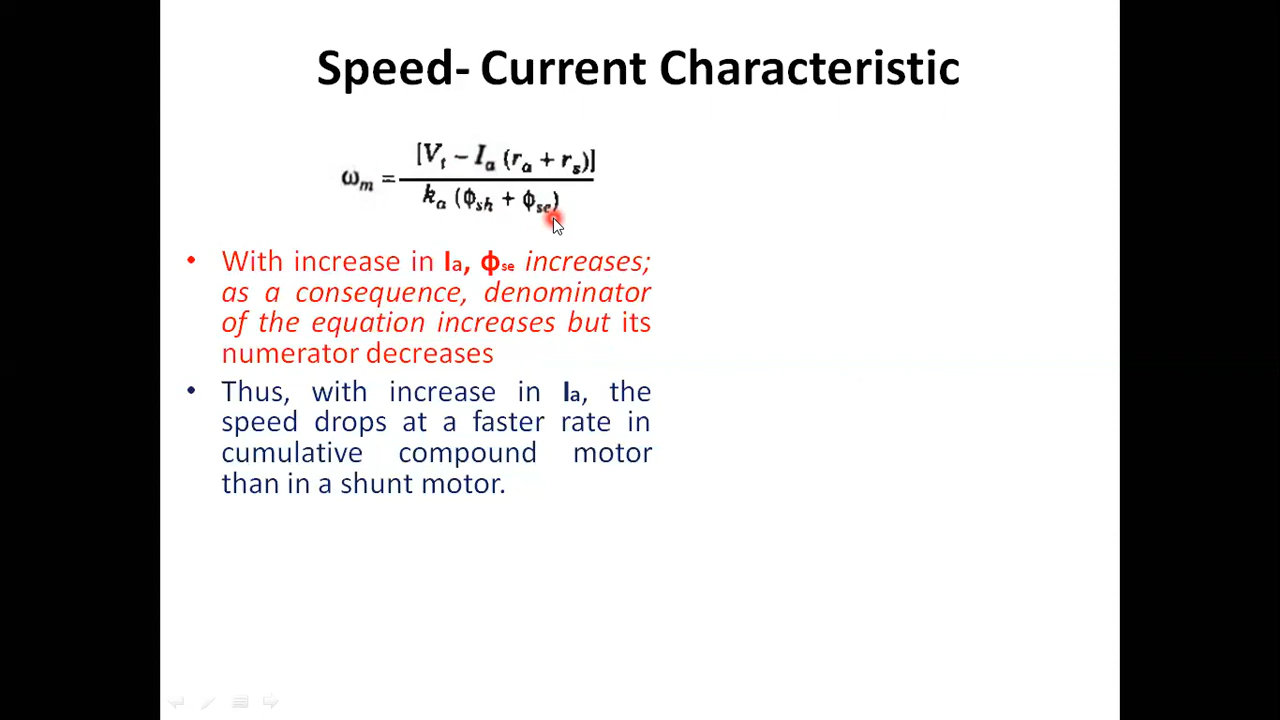 Speed- Current Characteristic
ωm = [Vt − Ia (ra + rs)] / ka (ϕsh + ϕse)
• With increase in Ia, ϕse increases;
as a consequence, denominator
of the equation increases but its
numerator decreases
• Thus, with increase in Ia, the
speed drops at a faster rate in
cumulative compound motor
than in a shunt motor.